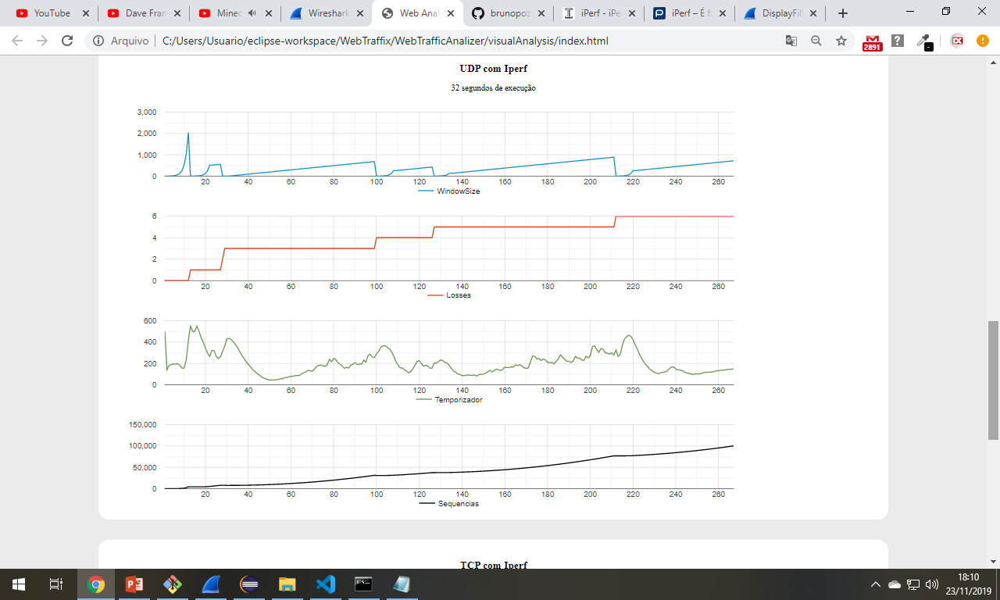 YouTube
Dave Fran
Minec
Wireshark
Web Anal
brunopoz
iPerf - iPe
iPerf – É fa
DisplayFilt
Arquivo
C:/Users/Usuario/eclipse-workspace/WebTraffix/WebTrafficAnalizer/visualAnalysis/index.html
2891
UDP com Iperf
32 segundos de execução
3,000
2,000
1,000
0
20 40 60 80 100 120 140 160 180 200 220 240 260
WindowSize
6
4
2
0
20 40 60 80 100 120 140 160 180 200 220 240 260
Losses
600
400
200
0
20 40 60 80 100 120 140 160 180 200 220 240 260
Temporizador
150,000
100,000
50,000
0
20 40 60 80 100 120 140 160 180 200 220 240 260
Sequencias
TCP com Iperf
18:10
23/11/2019